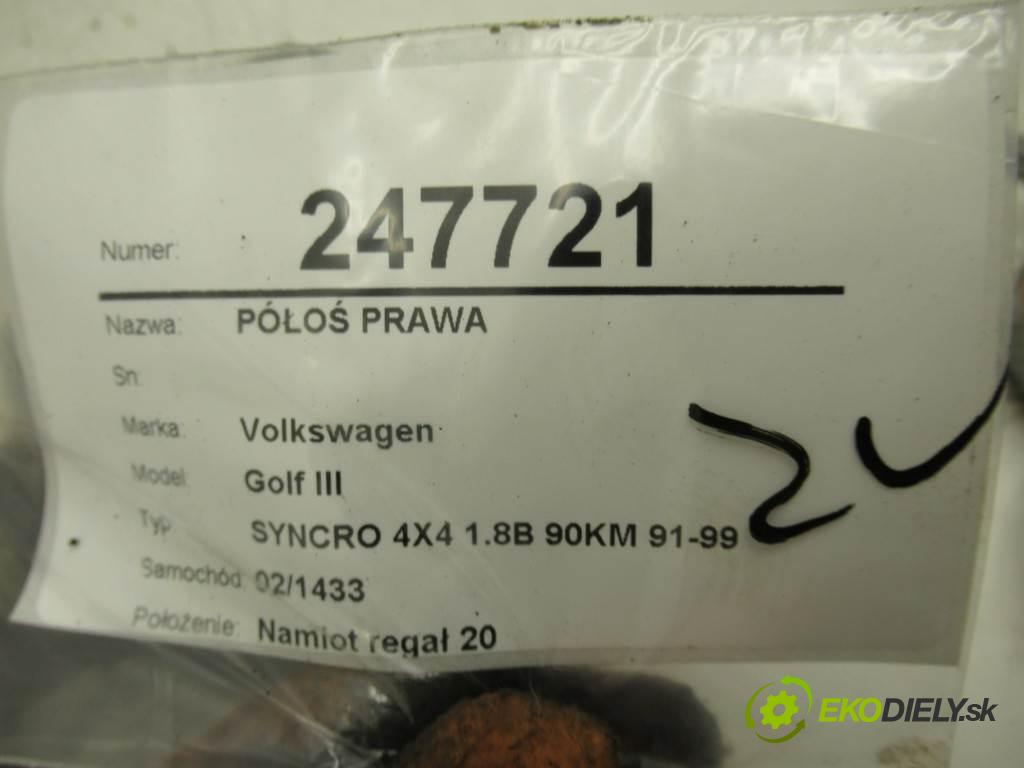 Numer: 247721
Nazwa: PÓŁOŚ PRAWA
Sn:
Marka: Volkswagen
Model: Golf III
Typ: SYNCRO 4X4 1.8B 90KM 91-99
Samochód: 02/1433
Położenie: Namiot regał 20
EKODIELY.sk